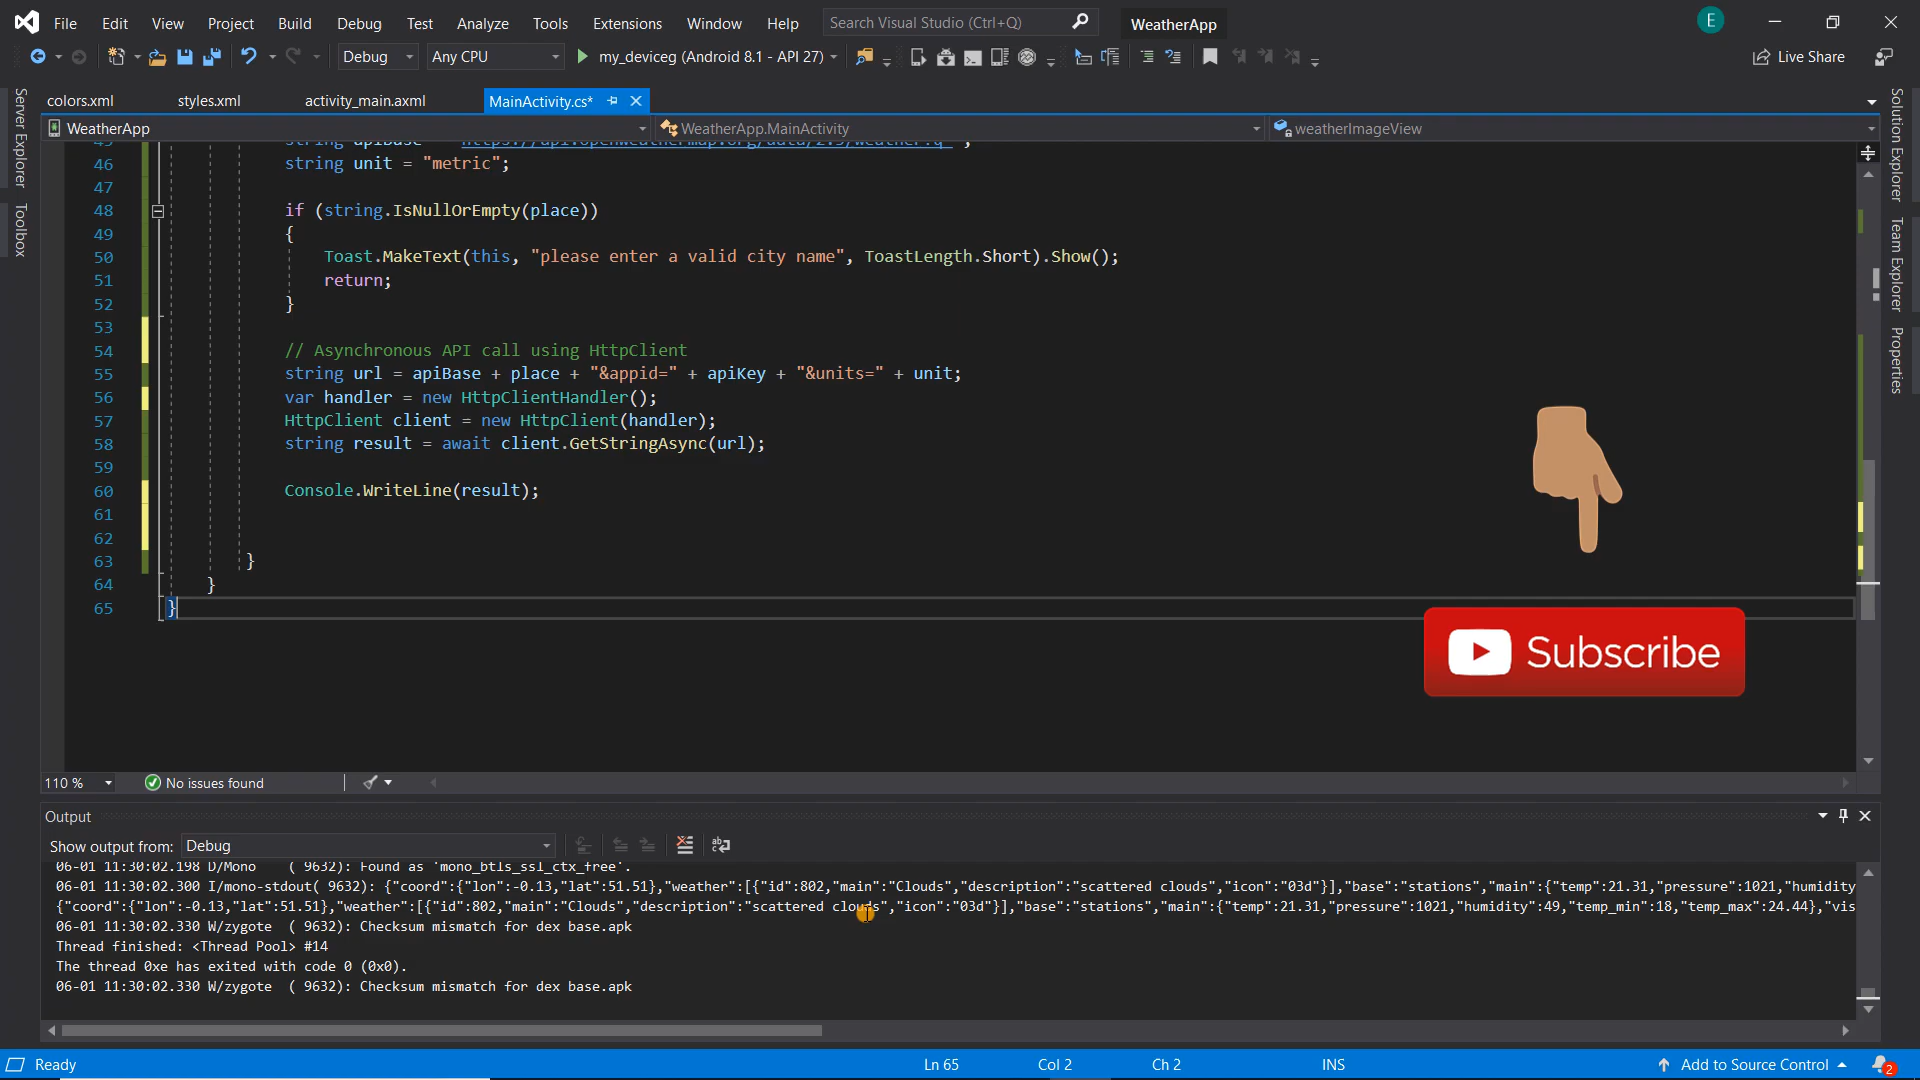 File Edit View Project Build Debug Test Analyze Tools Extensions Window Help Search Visual Studio (Ctrl+Q) WeatherApp E
Debug Any CPU my_deviceg (Android 8.1 - API 27) Live Share
colors.xml styles.xml activity_main.axml MainActivity.cs*
WeatherApp WeatherApp.MainActivity weatherImageView
Server Explorer
Toolbox
Solution Explorer
Team Explorer
Properties
46 string unit = "metric";
47
48 if (string.IsNullOrEmpty(place))
49 {
50 Toast.MakeText(this, "please enter a valid city name", ToastLength.Short).Show();
51 return;
52 }
53
54 // Asynchronous API call using HttpClient
55 string url = apiBase + place + "&appid=" + apiKey + "&units=" + unit;
56 var handler = new HttpClientHandler();
57 HttpClient client = new HttpClient(handler);
58 string result = await client.GetStringAsync(url);
59
60 Console.WriteLine(result);
61
62
63 }
64 }
65 }
Subscribe
110 % No issues found
Output
Show output from: Debug
06-01 11:30:02.198 D/Mono ( 9632): Found as 'mono_btls_ssl_ctx_free'.
06-01 11:30:02.300 I/mono-stdout( 9632): {"coord":{"lon":-0.13,"lat":51.51},"weather":[{"id":802,"main":"Clouds","description":"scattered clouds","icon":"03d"}],"base":"stations","main":{"temp":21.31,"pressure":1021,"humidity
{"coord":{"lon":-0.13,"lat":51.51},"weather":[{"id":802,"main":"Clouds","description":"scattered clouds","icon":"03d"}],"base":"stations","main":{"temp":21.31,"pressure":1021,"humidity":49,"temp_min":18,"temp_max":24.44},"vis
06-01 11:30:02.330 W/zygote ( 9632): Checksum mismatch for dex base.apk
Thread finished: <Thread Pool> #14
The thread 0xe has exited with code 0 (0x0).
06-01 11:30:02.330 W/zygote ( 9632): Checksum mismatch for dex base.apk
Ready Ln 65 Col 2 Ch 2 INS Add to Source Control 2